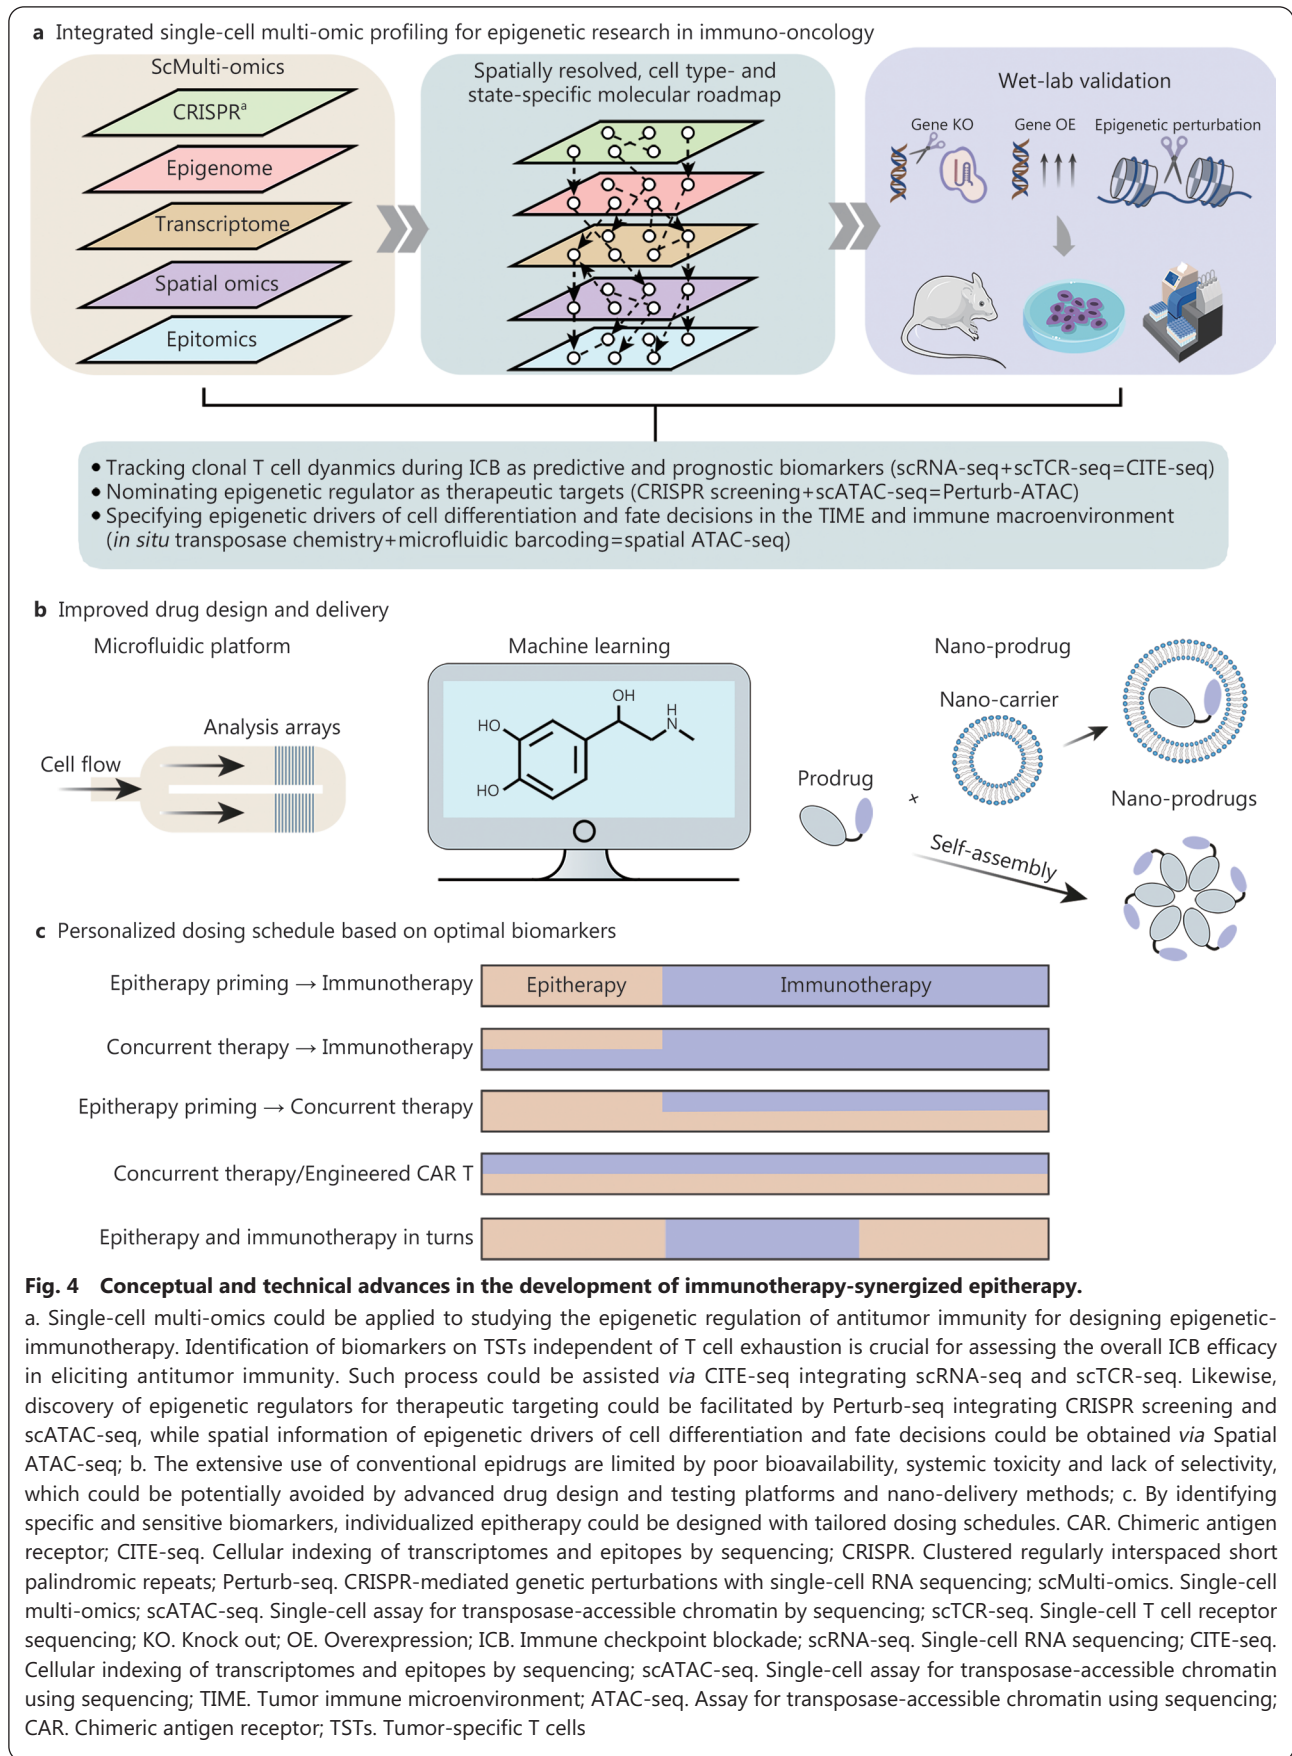 a Integrated single-cell multi-omic profiling for epigenetic research in immuno-oncology
ScMulti-omics
CRISPRᵃ
Epigenome
Transcriptome
Spatial omics
Epitomics
Spatially resolved, cell type- and
state-specific molecular roadmap
Wet-lab validation
Gene KO
Gene OE
Epigenetic perturbation
• Tracking clonal T cell dyanmics during ICB as predictive and prognostic biomarkers (scRNA-seq+scTCR-seq=CITE-seq)
• Nominating epigenetic regulator as therapeutic targets (CRISPR screening+scATAC-seq=Perturb-ATAC)
• Specifying epigenetic drivers of cell differentiation and fate decisions in the TIME and immune macroenvironment
(in situ transposase chemistry+microfluidic barcoding=spatial ATAC-seq)
b Improved drug design and delivery
Microfluidic platform
Analysis arrays
Cell flow
Machine learning
OH
H
N
HO
HO
Nano-prodrug
Nano-carrier
Prodrug
×
Nano-prodrugs
Self-assembly
c Personalized dosing schedule based on optimal biomarkers
Epitherapy priming → Immunotherapy
Epitherapy
Immunotherapy
Concurrent therapy → Immunotherapy
Epitherapy priming → Concurrent therapy
Concurrent therapy/Engineered CAR T
Epitherapy and immunotherapy in turns
Fig. 4 Conceptual and technical advances in the development of immunotherapy-synergized epitherapy.
a. Single-cell multi-omics could be applied to studying the epigenetic regulation of antitumor immunity for designing epigenetic-
immunotherapy. Identification of biomarkers on TSTs independent of T cell exhaustion is crucial for assessing the overall ICB efficacy
in eliciting antitumor immunity. Such process could be assisted via CITE-seq integrating scRNA-seq and scTCR-seq. Likewise,
discovery of epigenetic regulators for therapeutic targeting could be facilitated by Perturb-seq integrating CRISPR screening and
scATAC-seq, while spatial information of epigenetic drivers of cell differentiation and fate decisions could be obtained via Spatial
ATAC-seq; b. The extensive use of conventional epidrugs are limited by poor bioavailability, systemic toxicity and lack of selectivity,
which could be potentially avoided by advanced drug design and testing platforms and nano-delivery methods; c. By identifying
specific and sensitive biomarkers, individualized epitherapy could be designed with tailored dosing schedules. CAR. Chimeric antigen
receptor; CITE-seq. Cellular indexing of transcriptomes and epitopes by sequencing; CRISPR. Clustered regularly interspaced short
palindromic repeats; Perturb-seq. CRISPR-mediated genetic perturbations with single-cell RNA sequencing; scMulti-omics. Single-cell
multi-omics; scATAC-seq. Single-cell assay for transposase-accessible chromatin by sequencing; scTCR-seq. Single-cell T cell receptor
sequencing; KO. Knock out; OE. Overexpression; ICB. Immune checkpoint blockade; scRNA-seq. Single-cell RNA sequencing; CITE-seq.
Cellular indexing of transcriptomes and epitopes by sequencing; scATAC-seq. Single-cell assay for transposase-accessible chromatin
using sequencing; TIME. Tumor immune microenvironment; ATAC-seq. Assay for transposase-accessible chromatin using sequencing;
CAR. Chimeric antigen receptor; TSTs. Tumor-specific T cells